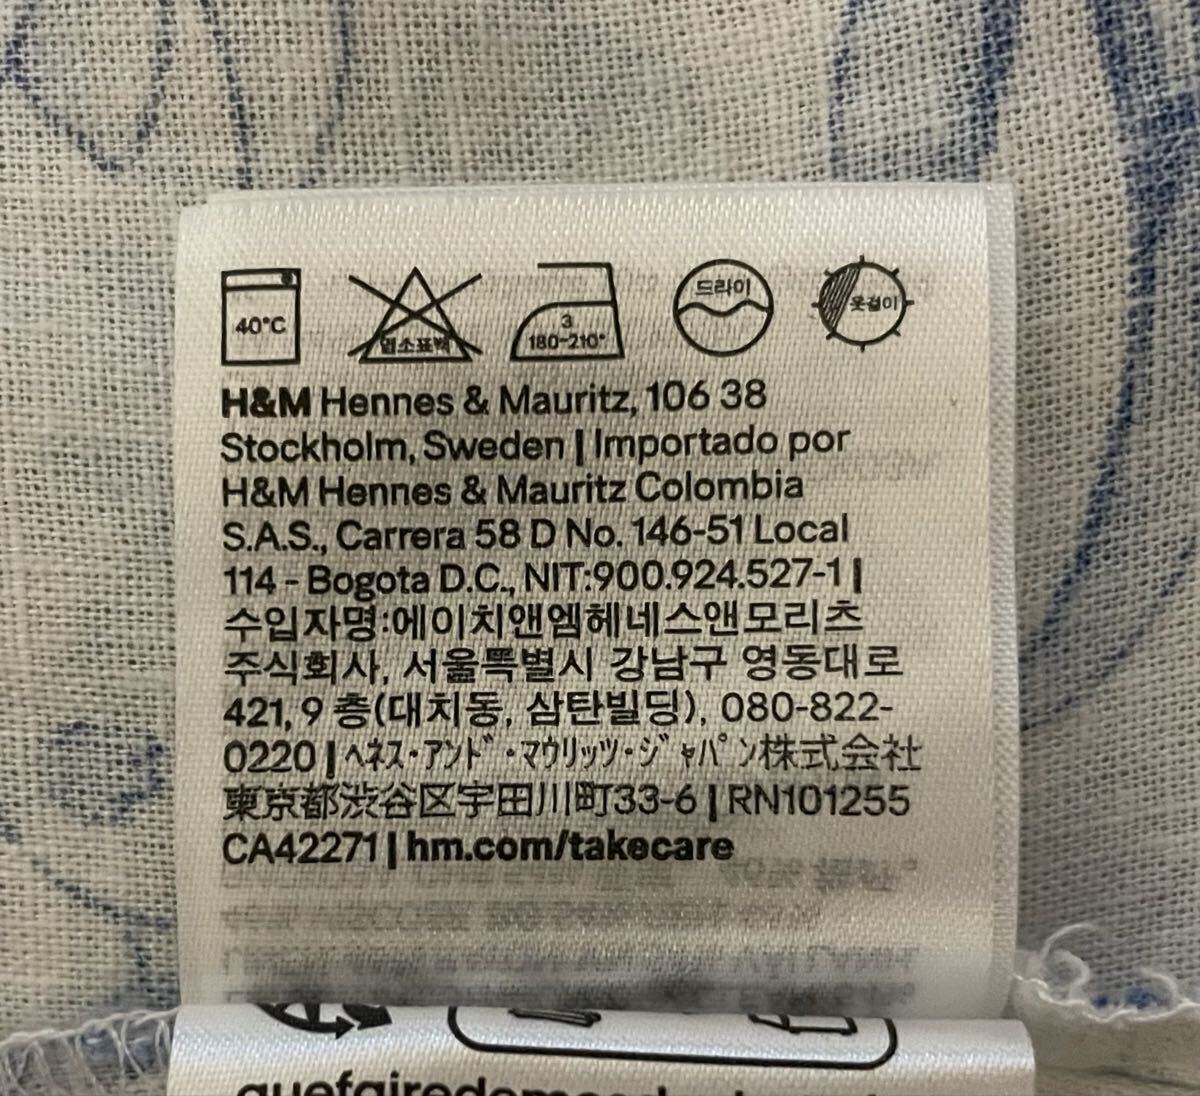 40°C
염소표백
3
180~210°
드라이
옷걸이
H&M Hennes & Mauritz, 106 38
Stockholm, Sweden | Importado por
H&M Hennes & Mauritz Colombia
S.A.S., Carrera 58 D No. 146-51 Local
114 - Bogota D.C., NIT:900.924.527-1 |
수입자명:에이치앤엠헤네스앤모리츠
주식회사, 서울특별시 강남구 영동대로
421, 9 층(대치동, 삼탄빌딩), 080-822-
0220 | ヘネス・アンド・マウリッツ・ジャパン株式会社
東京都渋谷区宇田川町33-6 | RN101255
CA42271 | hm.com/takecare